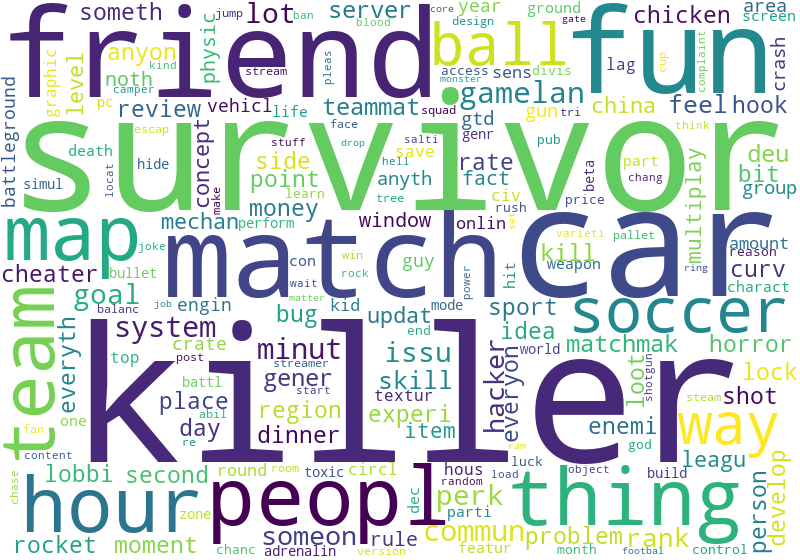 someth lot server year ground area screen
jump ban blood core gate
friend fun
anyon physic ball chicken
graphic level kind stream pleas access sens divis complaint cup
noth monster design lag crash
camper pc review vehicl life teammat gamelan gtd gun tri china feel hook
battleground squad genr
survivor
escap death face salti pub think
hide stuff drop hell save part
simul locat concept side rate fact anyth civ deu
learn tree beta chang bit
make point group
money window onlin rush price multiplay
mechan perform
map match car
joke con win guy kill varieti pallet amount
cheater bullet wait rock hit weapon set reason
goal job matter power curv ring
balanc engin kid mode sport charact
system bug updat end idea soccer
team everyth crate minut issu world matchmak horror
top post streamer steam
killer
battl gener skill hacker everyon loot shotgun lock
one abil start textur shot
fan place region experi item enemi god way
day re dinner ram luck
content
chase lobbi second round room toxic circl hous load object build leagu
random perk person develop
hour peopl thing
zone dec parti
rocket moment chanc someon rule commun problem rank
adrenalin version featur month footbal control